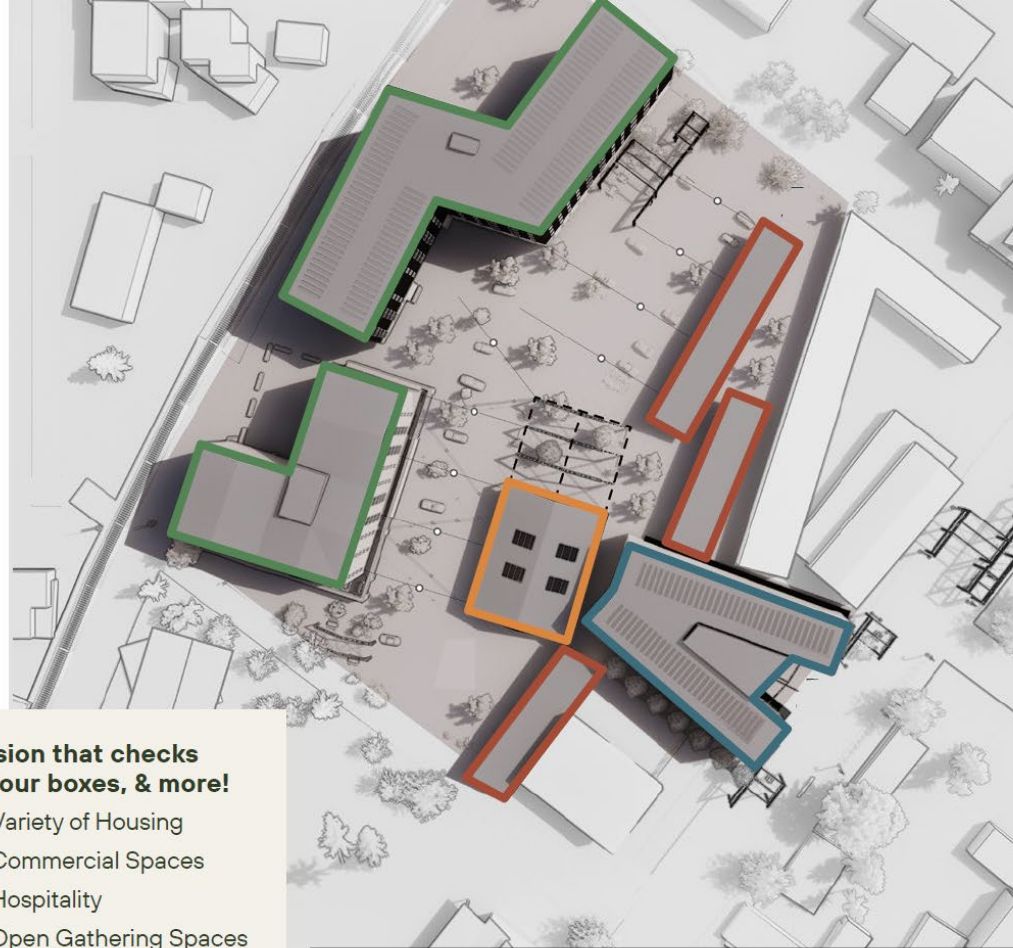 sion that checks
our boxes, & more!
Variety of Housing
Commercial Spaces
Hospitality
Open Gathering Spaces